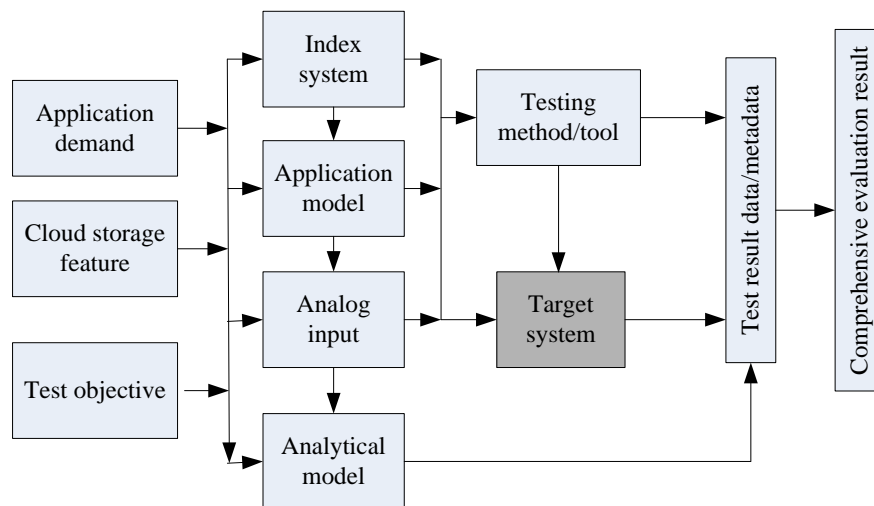 Application
demand
Cloud storage
feature
Test objective
Index
system
Application
model
Analog
input
Analytical
model
Testing
method/tool
Target
system
Test result data/metadata
Comprehensive evaluation result